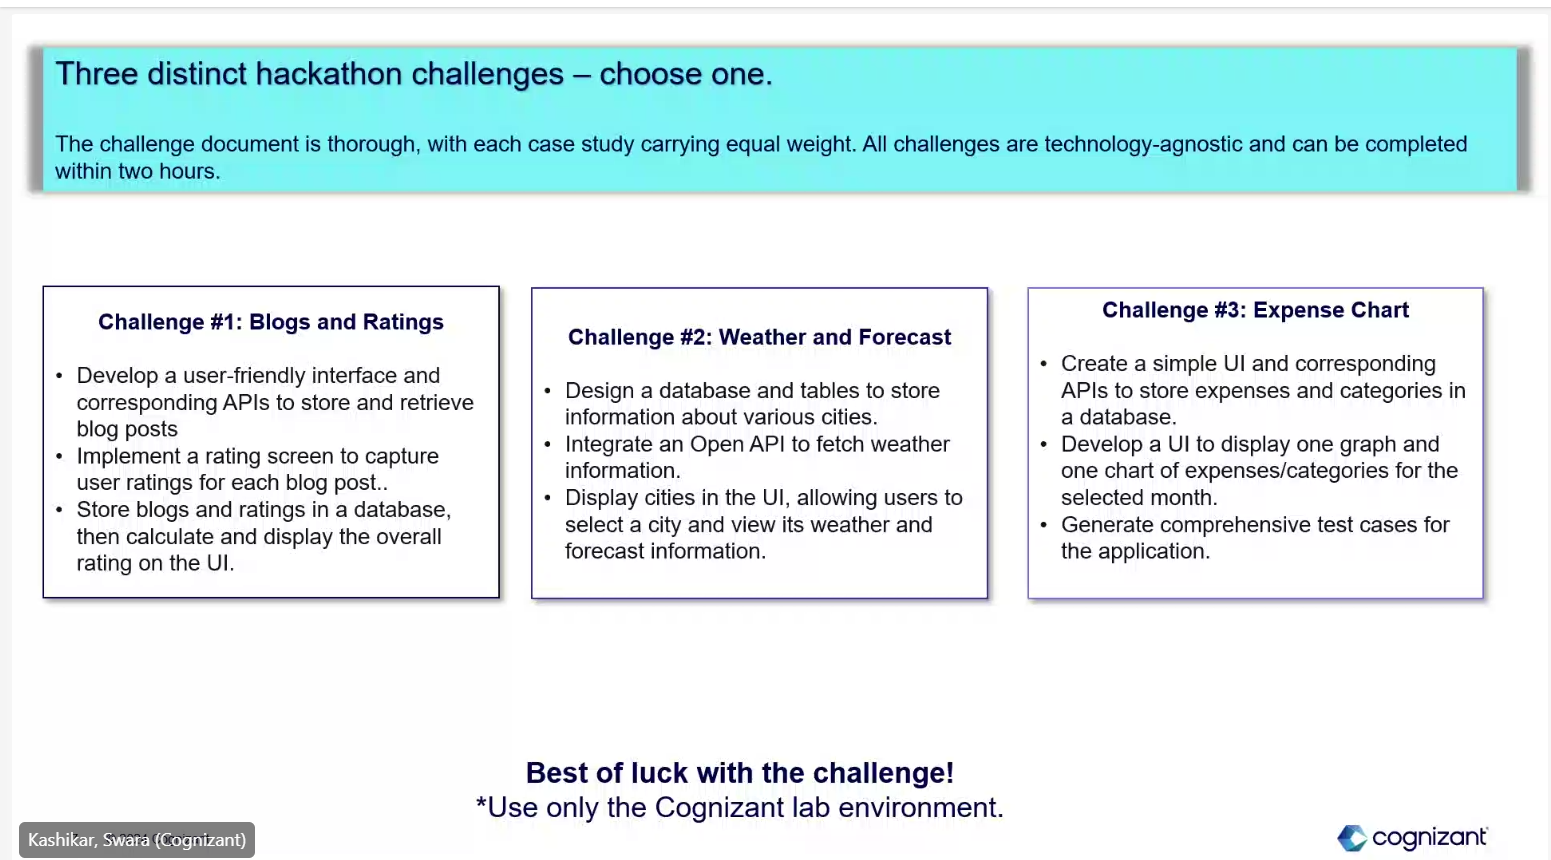 Three distinct hackathon challenges – choose one.
The challenge document is thorough, with each case study carrying equal weight. All challenges are technology-agnostic and can be completed
within two hours.
Challenge #1: Blogs and Ratings
• Develop a user-friendly interface and
corresponding APIs to store and retrieve
blog posts
• Implement a rating screen to capture
user ratings for each blog post..
• Store blogs and ratings in a database,
then calculate and display the overall
rating on the UI.
Challenge #2: Weather and Forecast
• Design a database and tables to store
information about various cities.
• Integrate an Open API to fetch weather
information.
• Display cities in the UI, allowing users to
select a city and view its weather and
forecast information.
Challenge #3: Expense Chart
• Create a simple UI and corresponding
APIs to store expenses and categories in
a database.
• Develop a UI to display one graph and
one chart of expenses/categories for the
selected month.
• Generate comprehensive test cases for
the application.
Best of luck with the challenge!
*Use only the Cognizant lab environment.
Kashikar, Swara (Cognizant)
cognizant